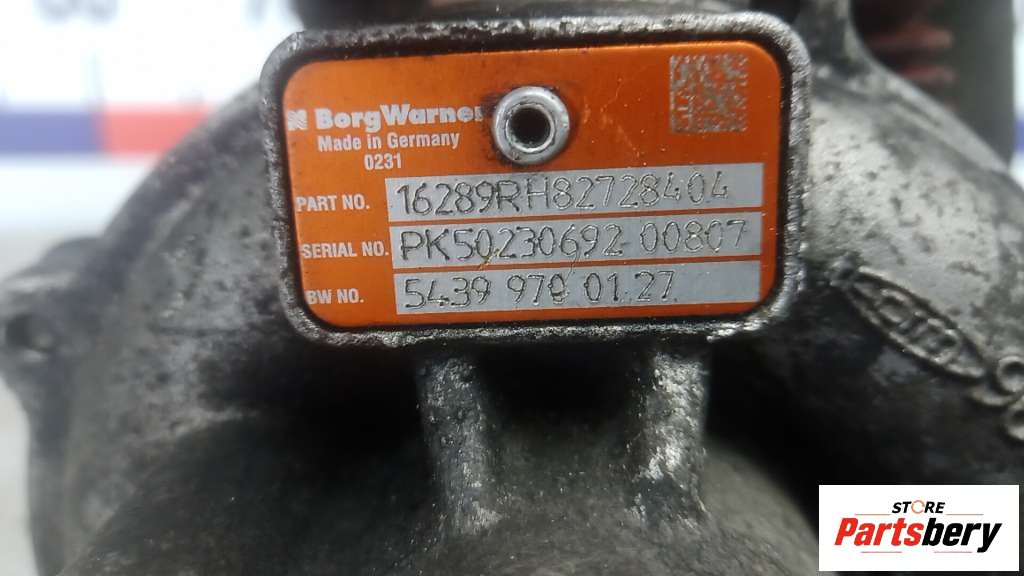 BorgWarner
Made in Germany
0231
PART NO. 16289RH82728404
SERIAL NO. PK50230692 00807
BW NO. 5439 970 01.27
STORE
Partsbery